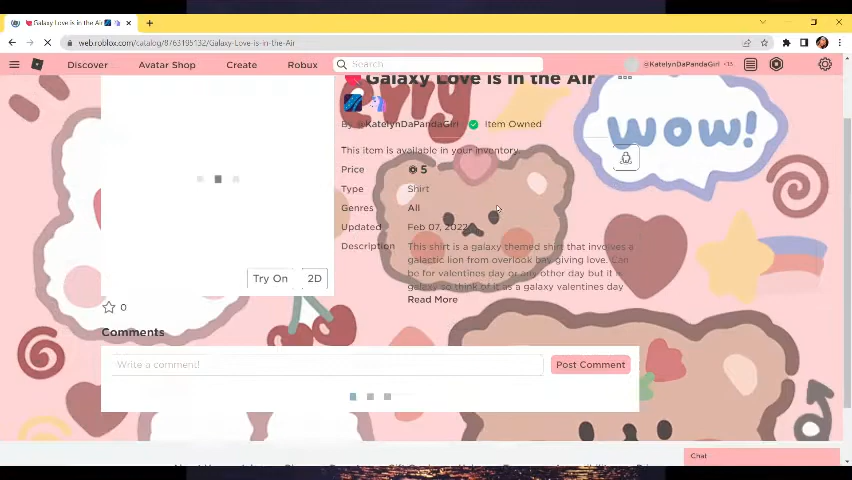 Galaxy Love is in the Air
web.roblox.com/catalog/8763195132/Galaxy-Love-is-in-the-Air
Discover
Avatar Shop
Create
Robux
Search
@KatelynDaPandaGirl <13
Galaxy Love is in the Air
erry
WOW!
By @KatelynDaPandaGirl Item Owned
This item is available in your inventory.
Price 5
Type Shirt
Genres All
Updated Feb 07, 2022
Description This shirt is a galaxy themed shirt that involves a
galactic lion from overlook bay giving love. Can
be for valentines day or any other day but it is
galaxy so think of it as a galaxy valentines day
Read More
Try On 2D
0
Comments
Write a comment!
Post Comment
Chat